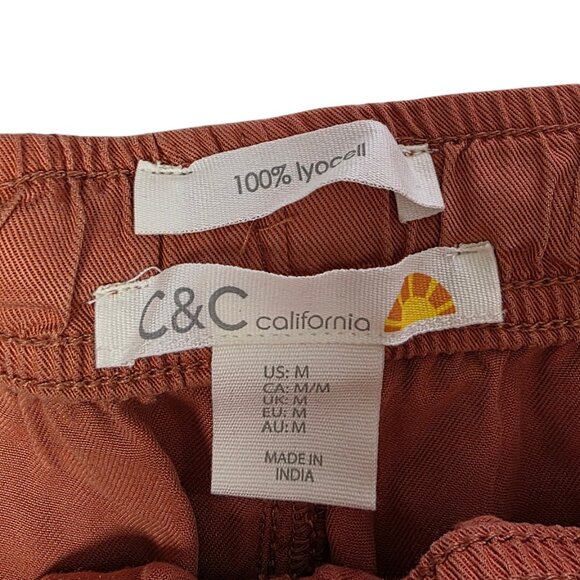 100% lyocell
C&C california
US: M
CA: M/M
UK: M
EU: M
AU: M
MADE IN
INDIA